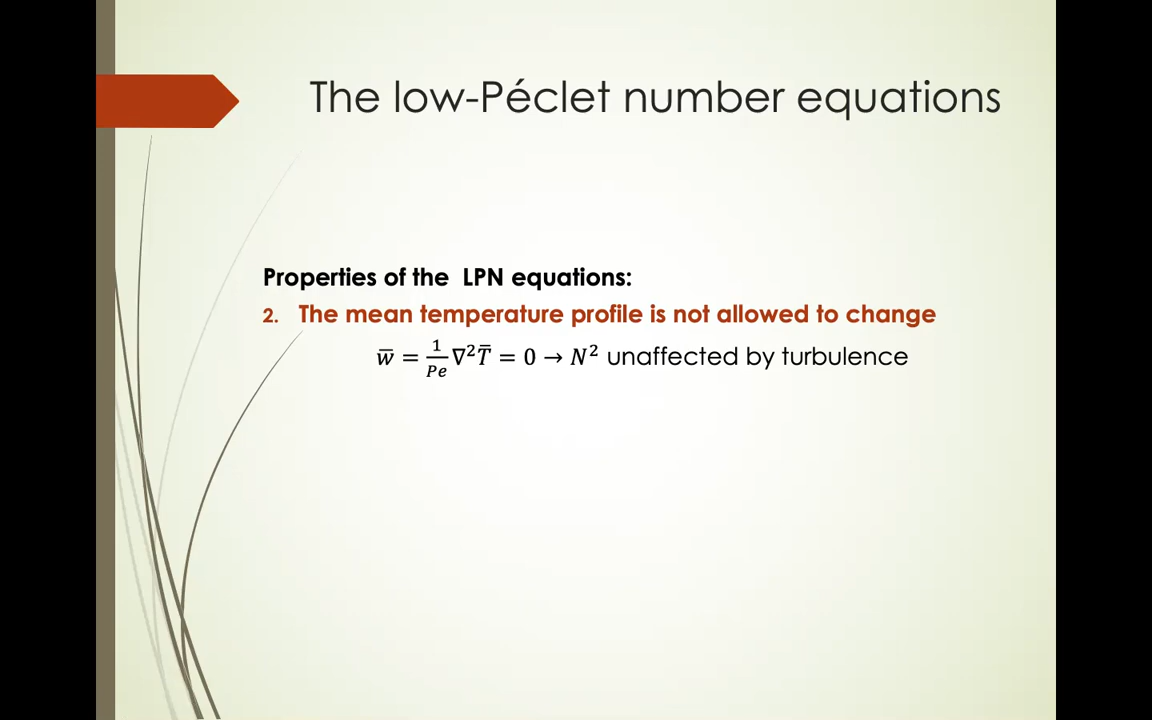 The low-Péclet number equations
Properties of the LPN equations:
2. The mean temperature profile is not allowed to change
w̅ = 1/Pe ∇²T̅ = 0 → N² unaffected by turbulence